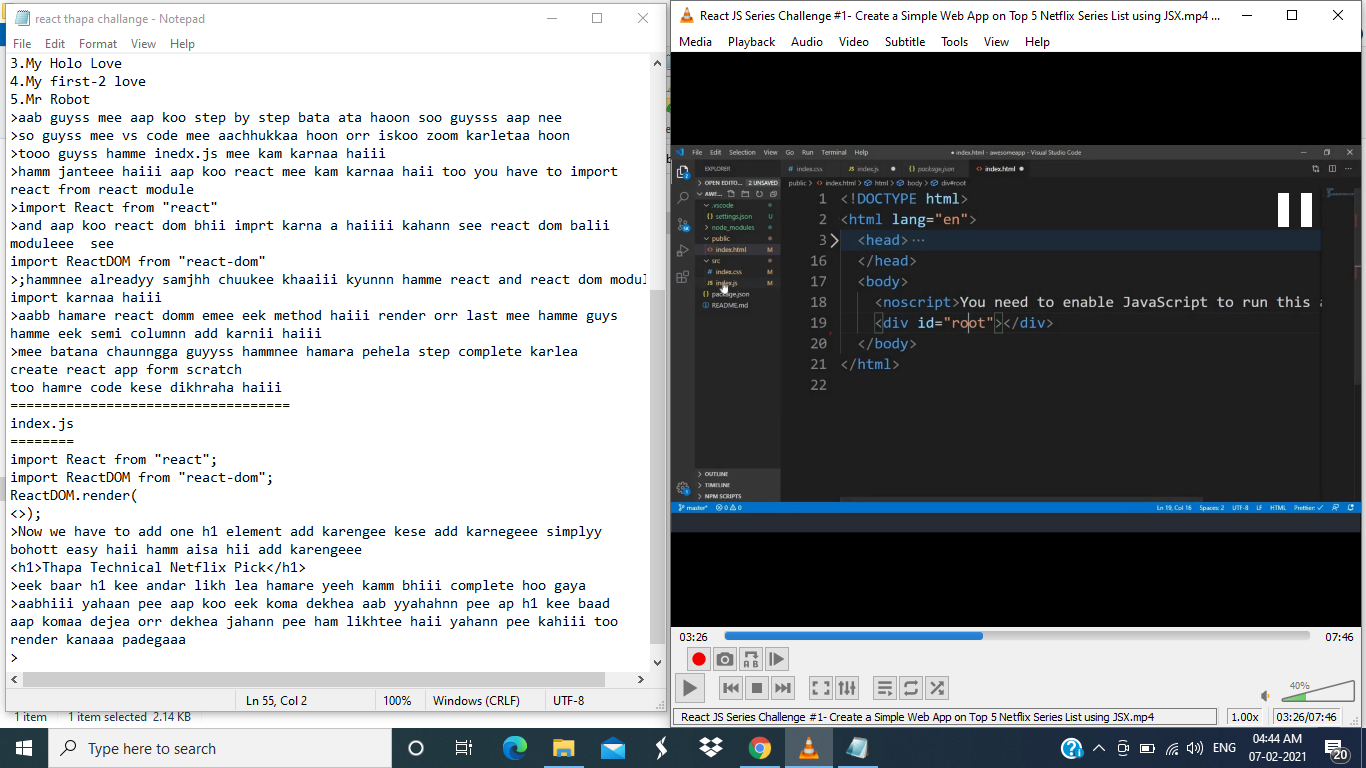 react thapa challange - Notepad
File Edit Format View Help
3.My Holo Love
4.My first-2 love
5.Mr Robot
>aab guyss mee aap koo step by step bata ata haoon soo guysss aap nee
>so guyss mee vs code mee aachhukkaa hoon orr iskoo zoom karletaa hoon
>tooo guyss hamme inedx.js mee kam karnaa haiii
>hamm janteee haiii aap koo react mee kam karnaa haii too you have to import
react from react module
>import React from "react"
>and aap koo react dom bhii imprt karna a haiiii kahann see react dom balii
moduleee  see
import ReactDOM from "react-dom"
>;hammnee alreadyy samjhh chuukee khaaiii kyunnn hamme react and react dom modul
import karnaa haiii
>aabb hamare react domm emee eek method haiii render orr last mee hamme guys
hamme eek semi columnn add karnii haiii
>mee batana chaunngga guyyss hammnee hamara pehela step complete karlea
create react app form scratch
too hamre code kese dikhraha haiii
===================================
index.js
========
import React from "react";
import ReactDOM from "react-dom";
ReactDOM.render(
<>);
>Now we have to add one h1 element add karengee kese add karnegeee simplyy
bohott easy haii hamm aisa hii add karengeee
<h1>Thapa Technical Netflix Pick</h1>
>eek baar h1 kee andar likh lea hamare yeeh kamm bhiii complete hoo gaya
>aabhiii yahaan pee aap koo eek koma dekhea aab yyahahnn pee ap h1 kee baad
aap komaa dejea orr dekhea jahann pee ham likhtee haii yahann pee kahiii too
render kanaaa padegaaa
>
Ln 55, Col 2 100% Windows (CRLF) UTF-8
1 item 1 item selected 2.14 KB
React JS Series Challenge #1- Create a Simple Web App on Top 5 Netflix Series List using JSX.mp4 ...
Media Playback Audio Video Subtitle Tools View Help
File Edit Selection View Go Run Terminal Help
index.html - awesomeapp - Visual Studio Code
EXPLORER
index.css index.js package.json index.html
OPEN EDITO... 2 UNSAVED
public > index.html > html > body > div#root
AWE...
.vscode
settings.json U
node_modules
public
index.html M
src
index.css M
index.js M
package.json
README.md
OUTLINE
TIMELINE
NPM SCRIPTS
1 <!DOCTYPE html>
2 <html lang="en">
3 <head> ...
16 </head>
17 <body>
18 <noscript>You need to enable JavaScript to run this a
19 <div id="root"></div>
20 </body>
21 </html>
22
master* 0 0 Ln 19, Col 16 Spaces: 2 UTF-8 LF HTML Prettier: ✓
03:26 07:46
A B
40%
React JS Series Challenge #1- Create a Simple Web App on Top 5 Netflix Series List using JSX.mp4 1.00x 03:26/07:46
Type here to search
ENG
04:44 AM
07-02-2021
20